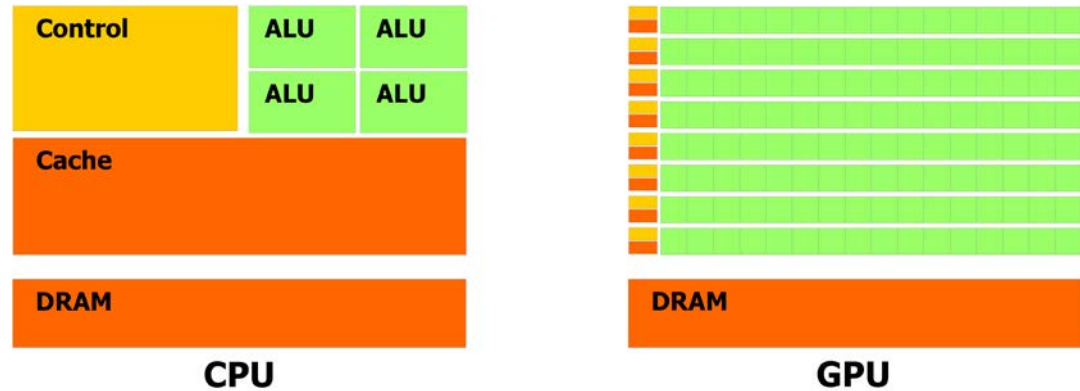 Control
ALU ALU
ALU ALU
Cache
DRAM
CPU
DRAM
GPU